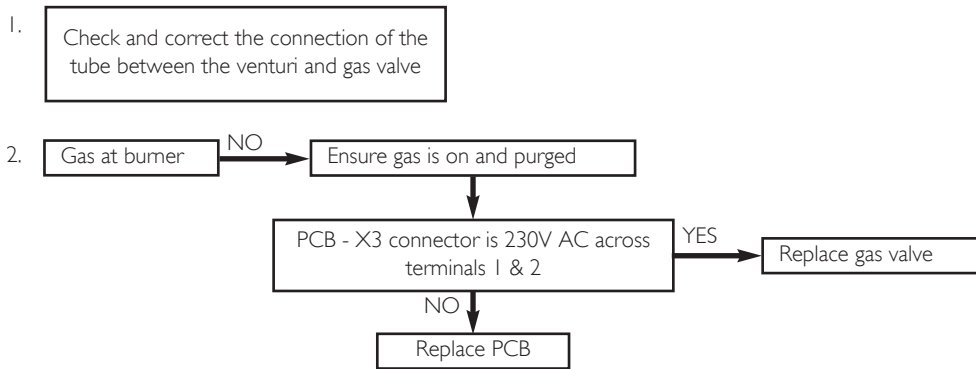 1.
Check and correct the connection of the
tube between the venturi and gas valve
2.
Gas at burner
NO
Ensure gas is on and purged
PCB - X3 connector is 230V AC across
terminals 1 & 2
YES
Replace gas valve
NO
Replace PCB